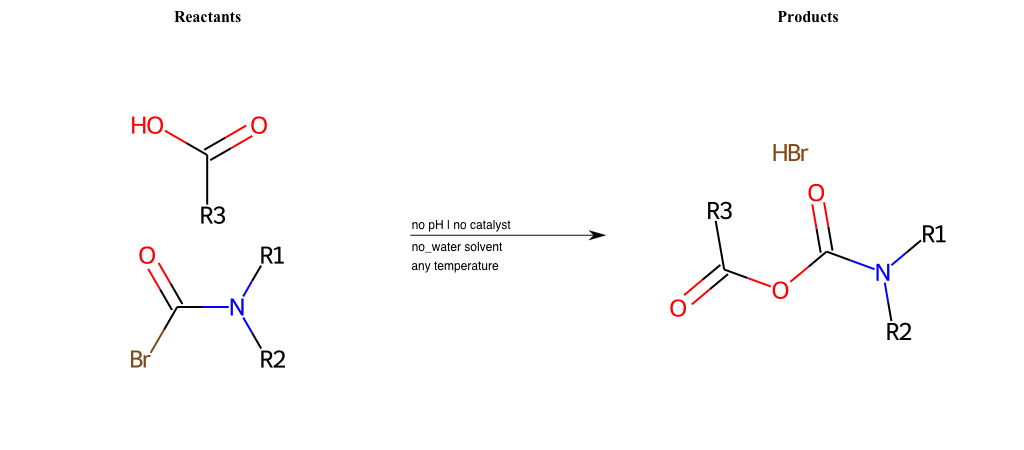 Reactants
Products
HO
O
R3
O
R1
N
Br
R2
no pH | no catalyst
no_water solvent
any temperature
HBr
O
R3
R1
N
O
O
R2